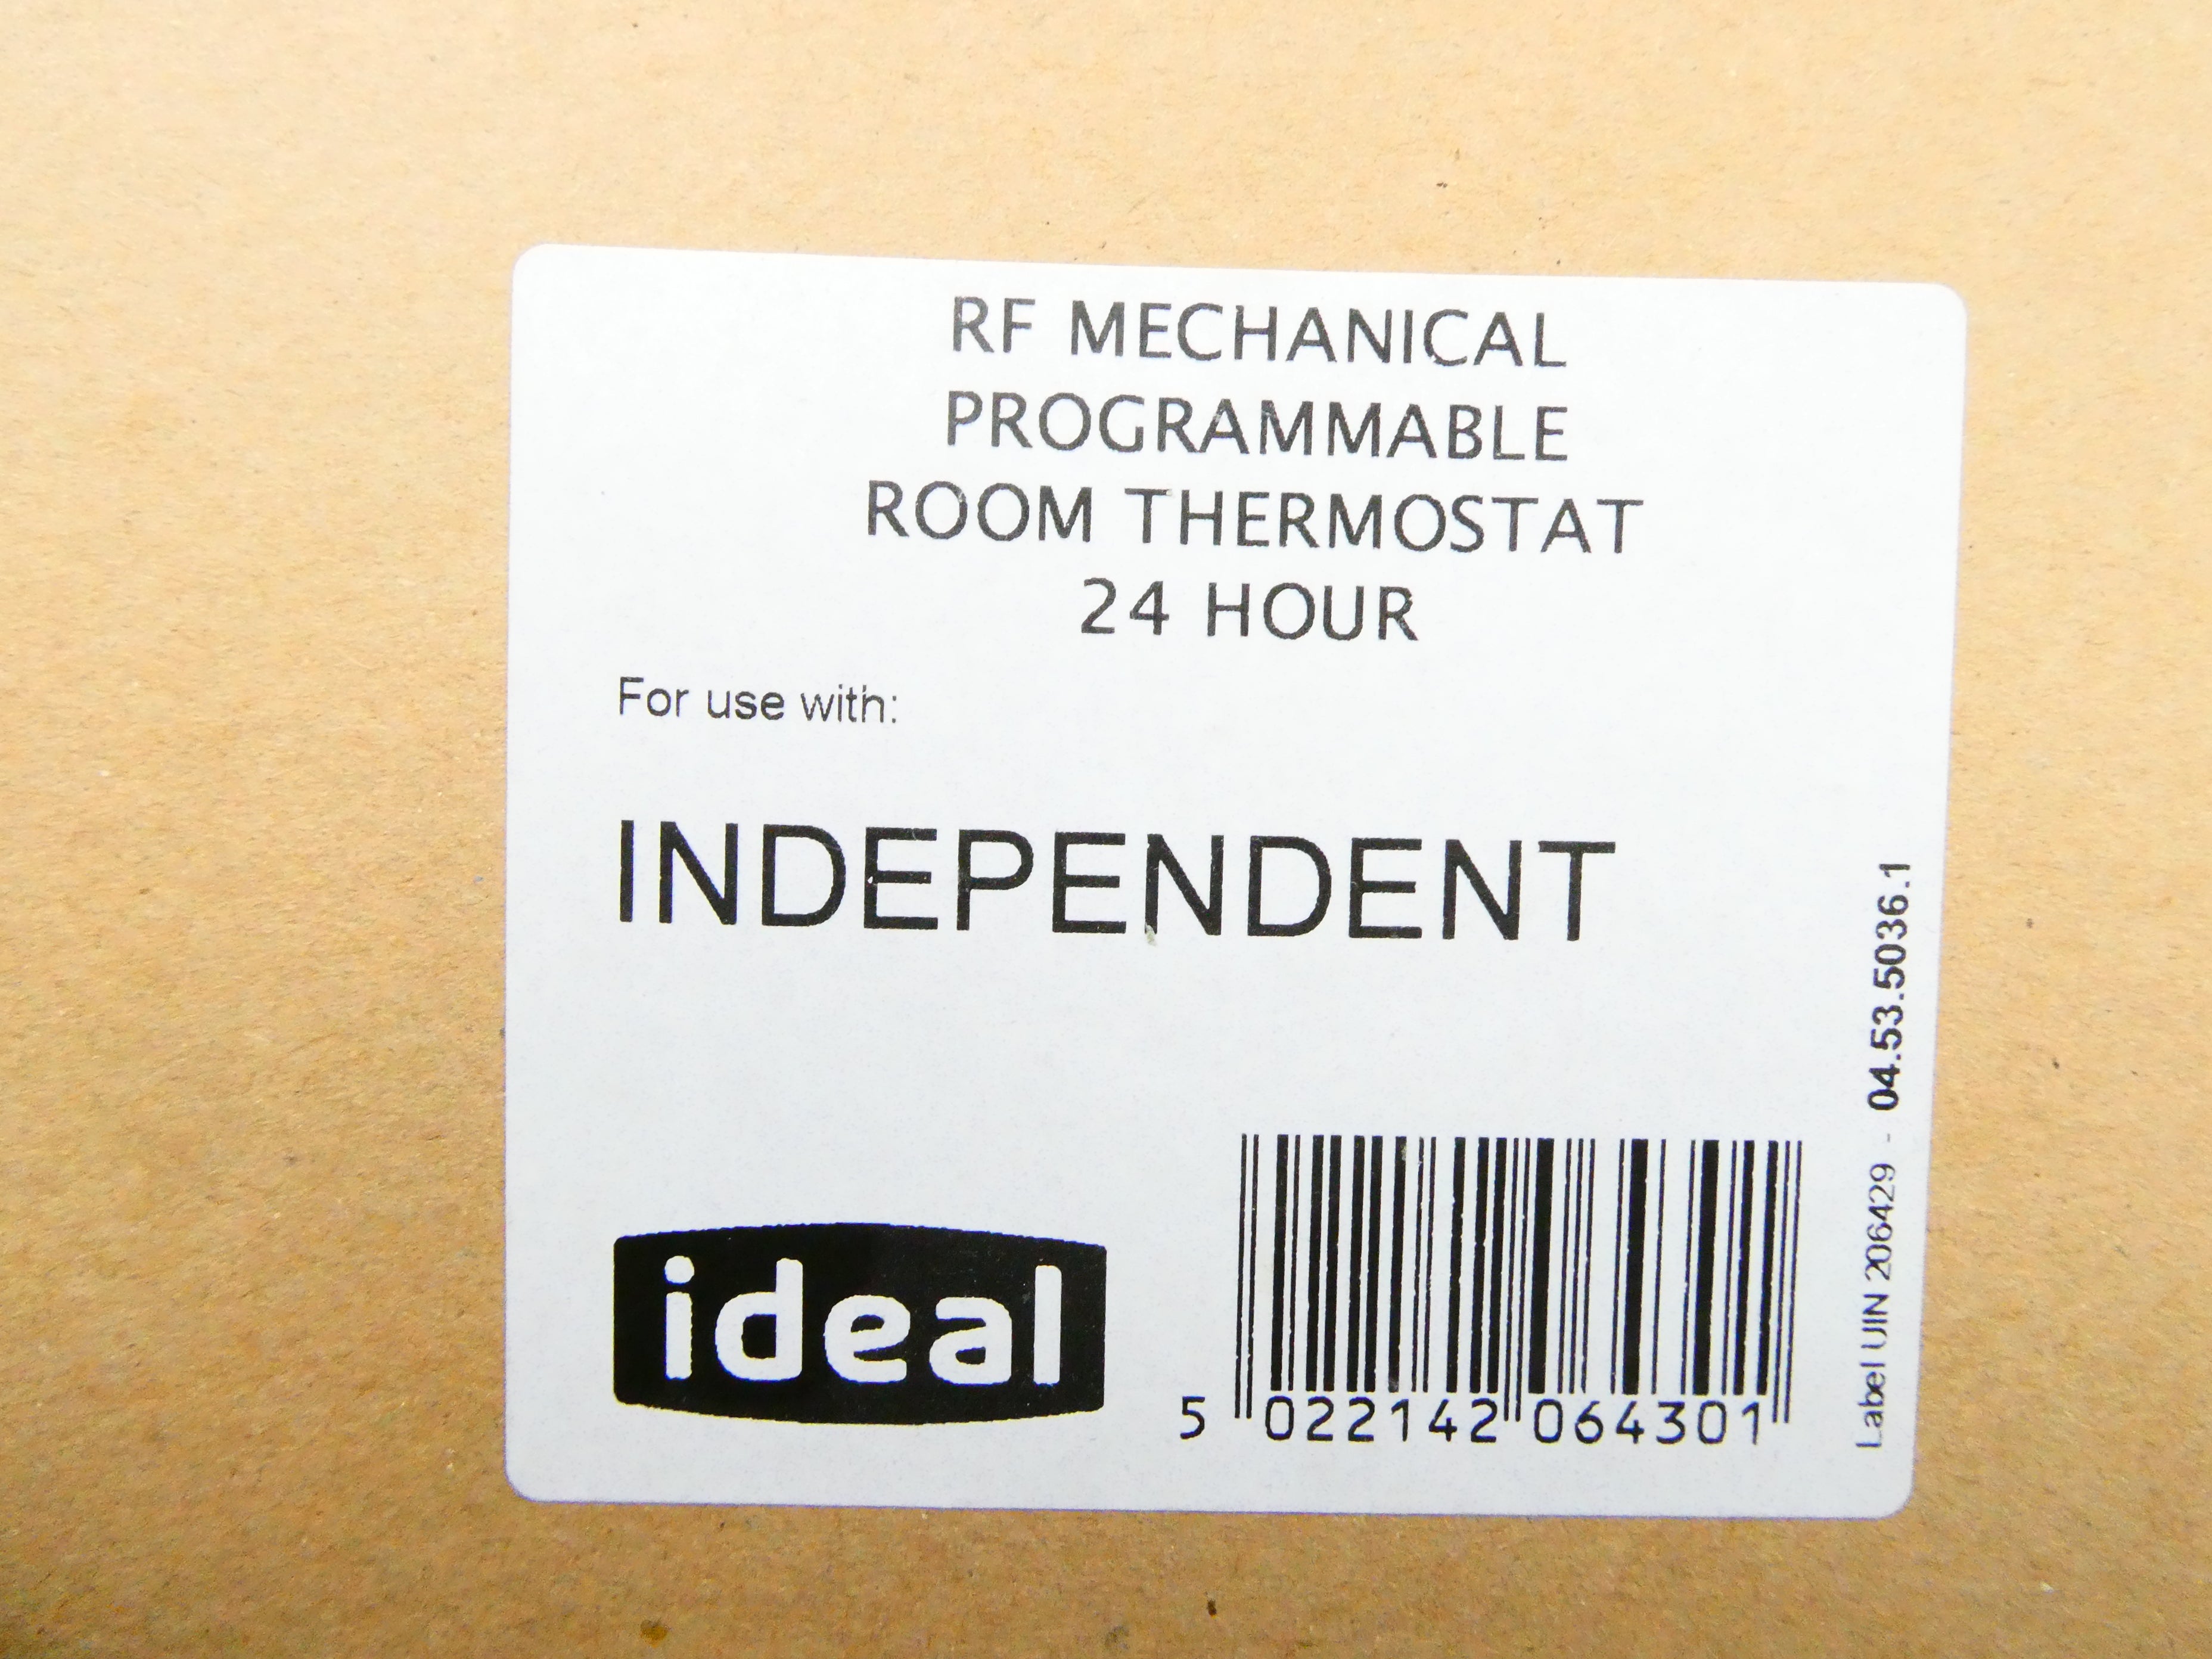 RF MECHANICAL
PROGRAMMABLE
ROOM THERMOSTAT
24 HOUR
For use with:
INDEPENDENT
ideal
5 022142 064301
Label UIN 206429 - 04.53.5036.1